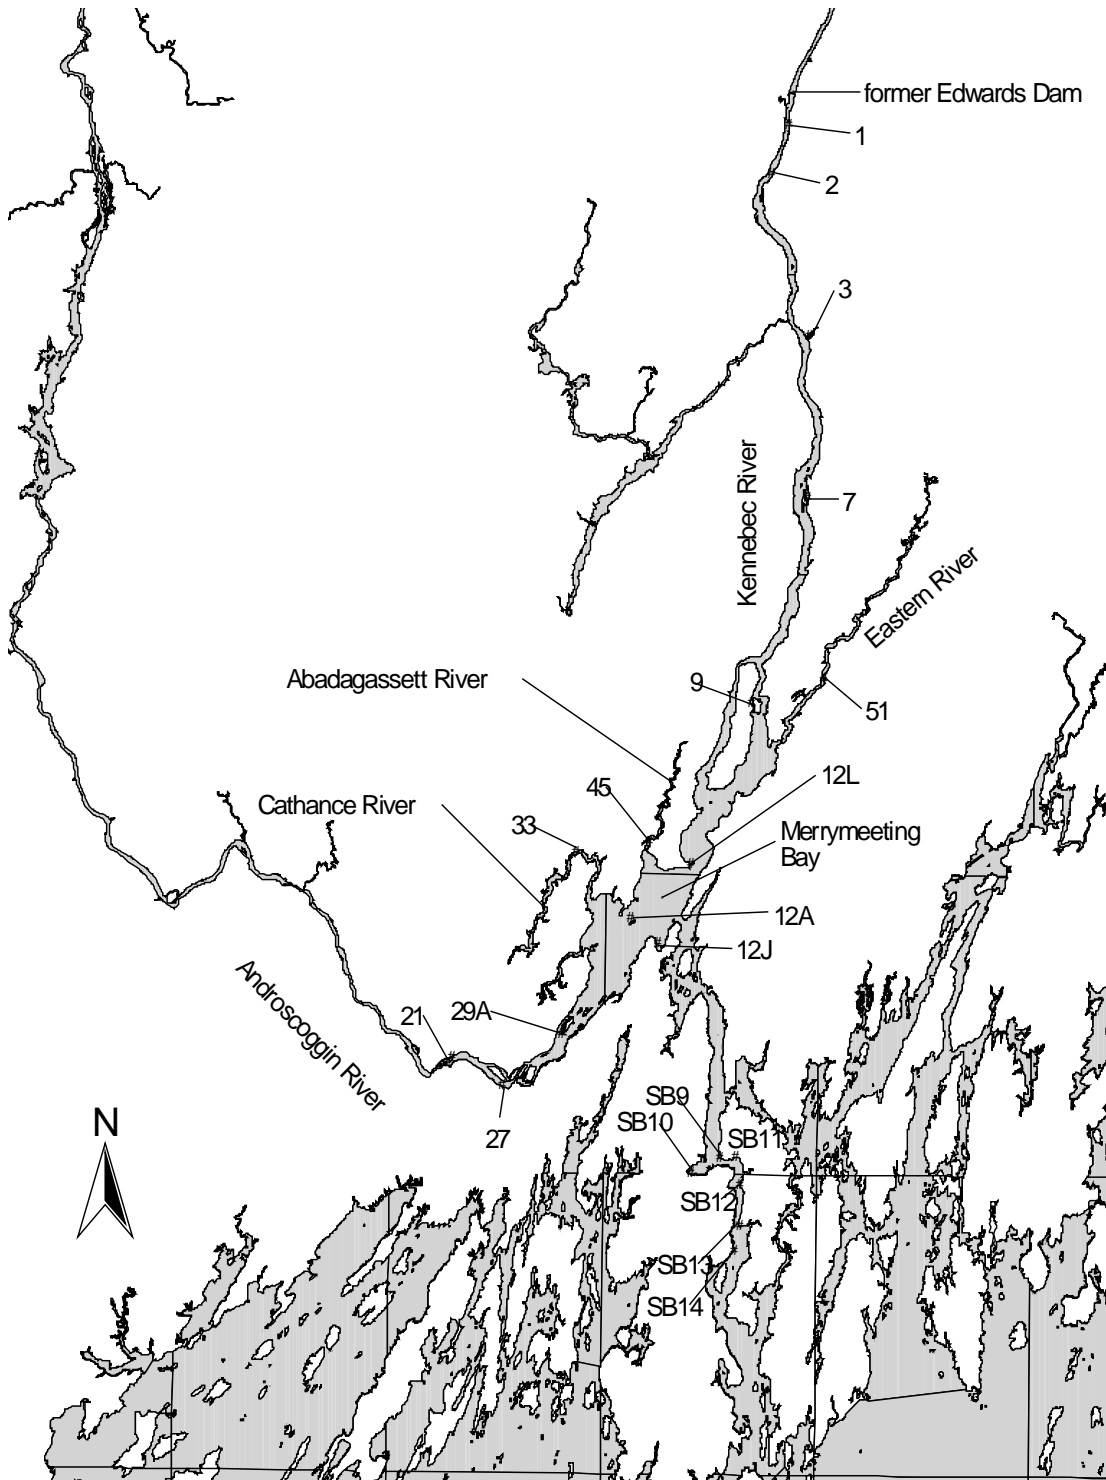 former Edwards Dam
1
2
3
Kennebec River
7
Eastern River
Abadagassett River
9
51
45
12L
Cathance River
33
Merrymeeting
Bay
12A
12J
Androscoggin River
21
29A
N
27
SB9
SB10
SB11
SB12
SB13
SB14